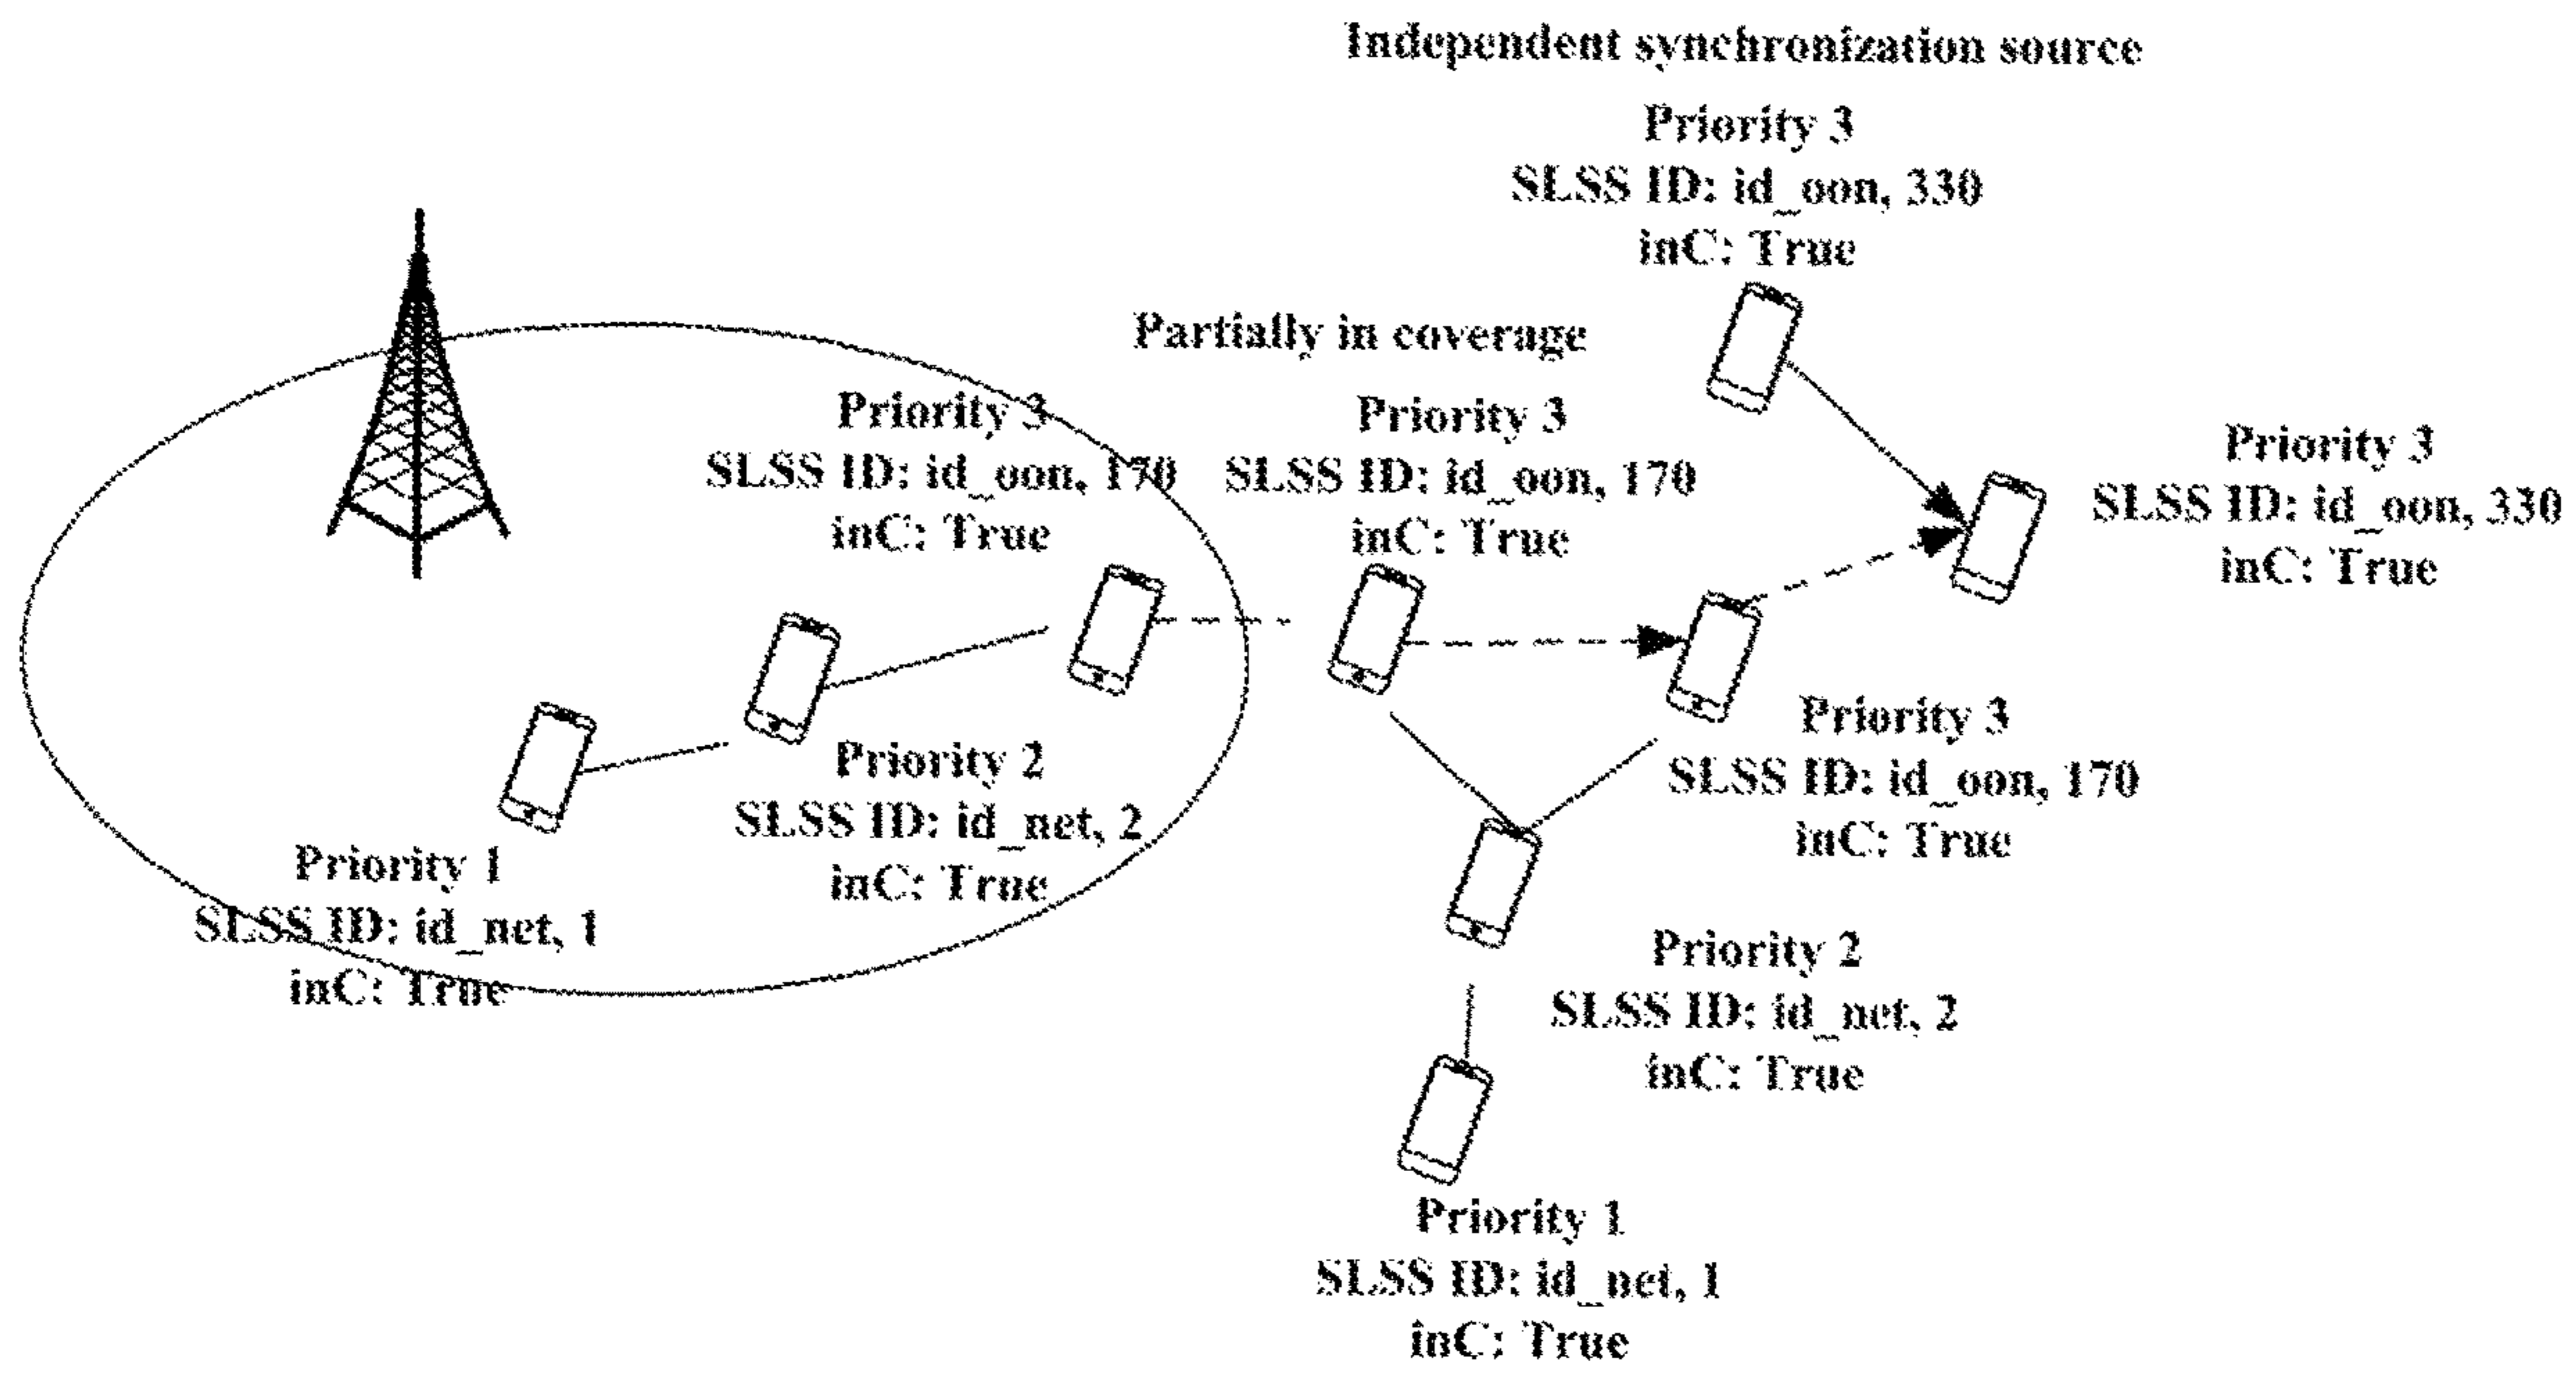 Independent synchronization source
Priority 3
SLSS ID: id_oon, 330
inC: True
Partially in coverage
Priority 3
SLSS ID: id_oon, 170
inC: True
Priority 3
SLSS ID: id_oon, 170
inC: True
Priority 3
SLSS ID: id_oon, 330
inC: True
Priority 3
SLSS ID: id_oon, 170
inC: True
Priority 2
SLSS ID: id_net, 2
inC: True
Priority 1
SLSS ID: id_net, 1
inC: True
Priority 2
SLSS ID: id_net, 2
inC: True
Priority 1
SLSS ID: id_net, 1
inC: True